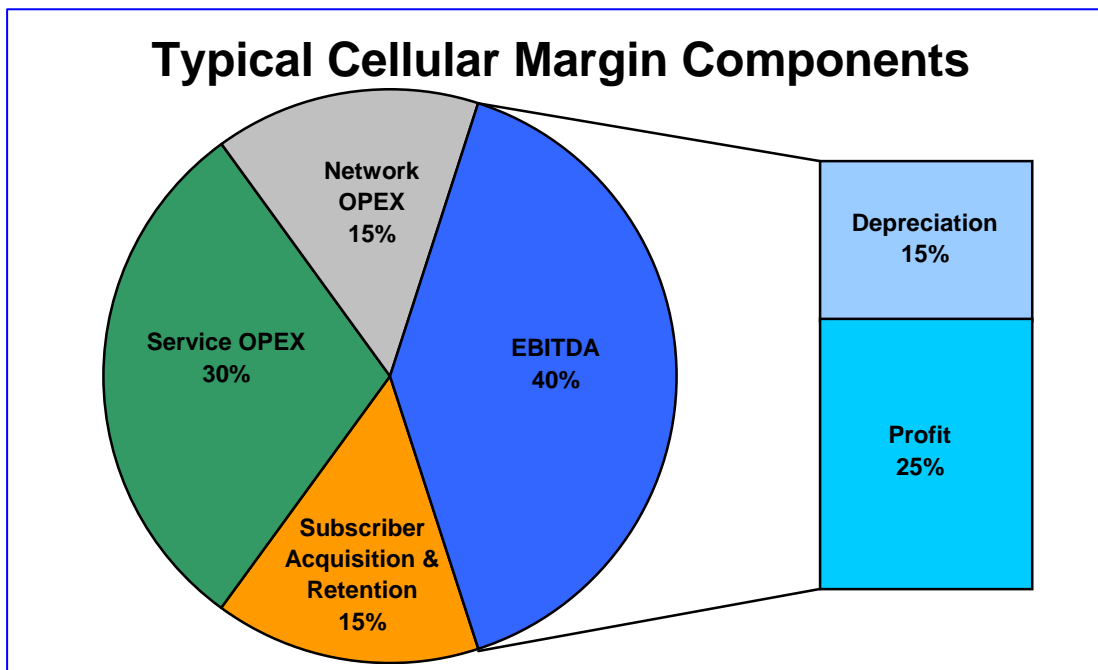 Typical Cellular Margin Components
Network
OPEX
15%
Service OPEX
30%
EBITDA
40%
Subscriber
Acquisition &
Retention
15%
Depreciation
15%
Profit
25%